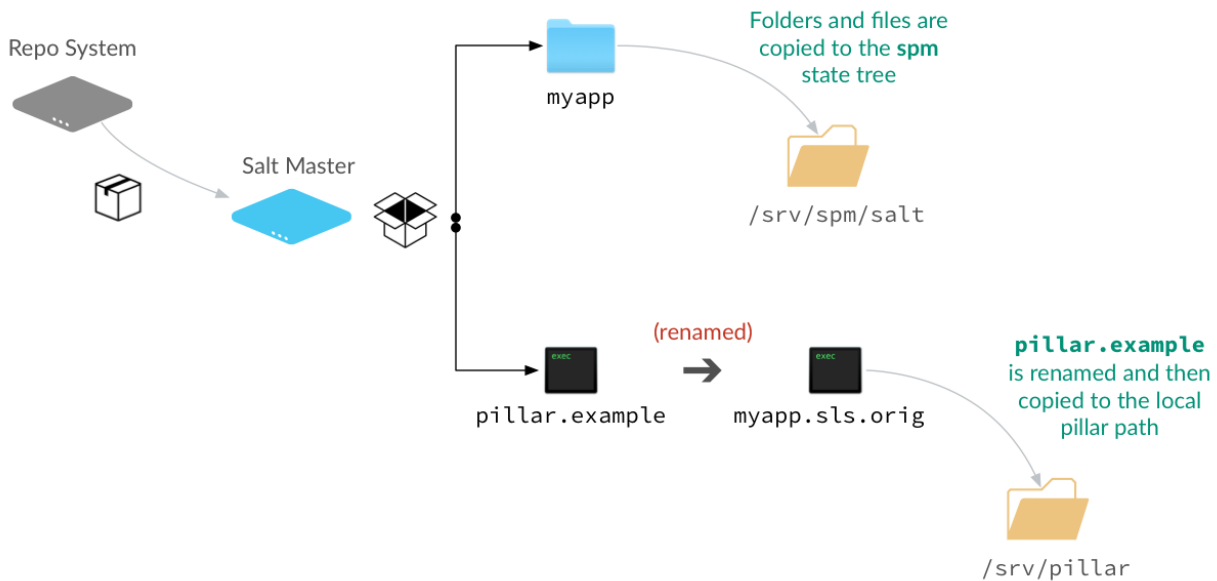 Repo System
Salt Master
myapp
Folders and files are
copied to the spm
state tree
/srv/spm/salt
(renamed)
exec
pillar.example
exec
myapp.sls.orig
pillar.example
is renamed and then
copied to the local
pillar path
/srv/pillar